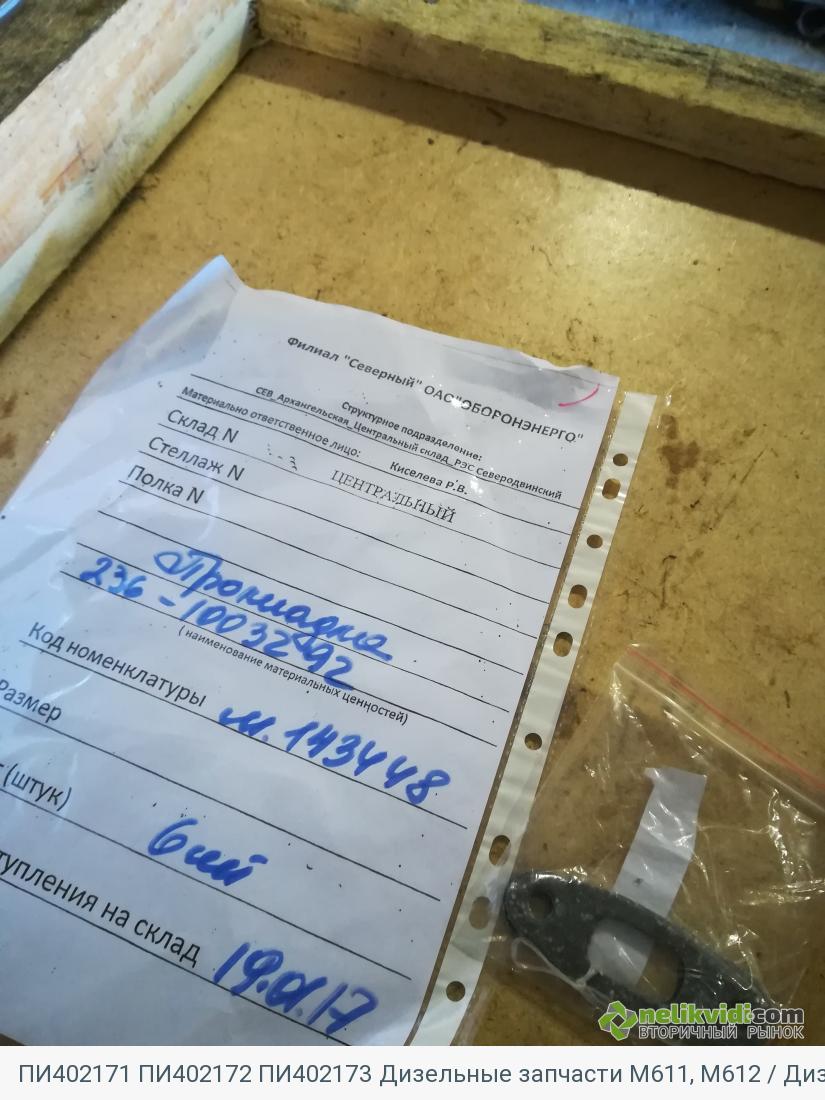 Филиал "Северный" ОАО"ОБОРОНЭНЕРГО"
Структурное подразделение:
СЕВ_Архангельская_Центральный склад_РЭС Северодвинский
Материально ответственное лицо: Киселева Р.В.
Склад N ЦЕНТРАЛЬНЫЙ
Стеллаж N
Полка N
Прокладка
236-1003292
( наименование материальных ценностей)
Код номенклатуры м. 143448
Размер
(штук) 6 шт
тупления на склад 19.01.17
nelikvidi.com
ВТОРИЧНЫЙ РЫНОК
ПИ402171 ПИ402172 ПИ402173 Дизельные запчасти М611, М612 / Диз